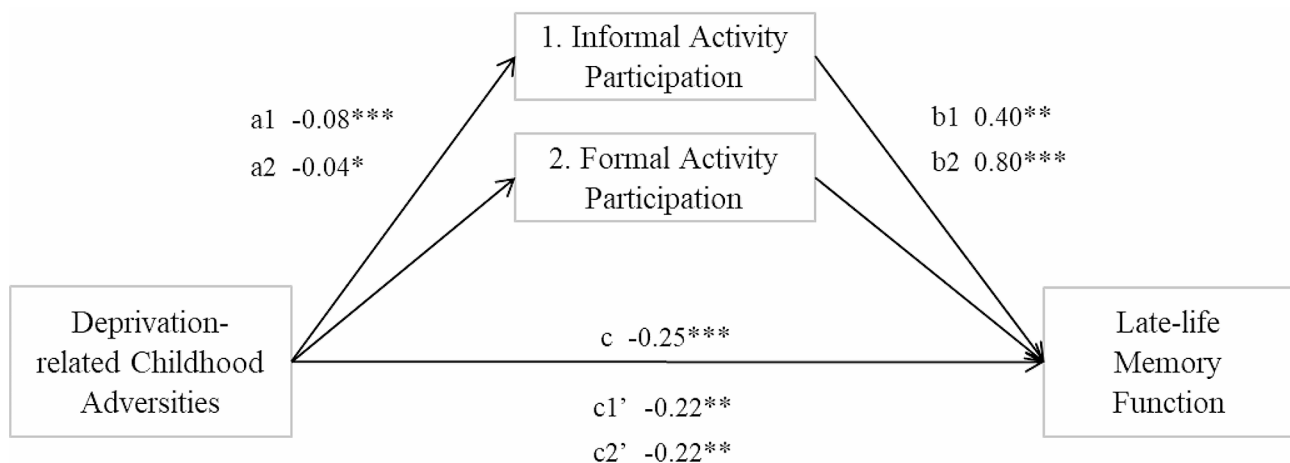 1. Informal Activity
Participation
a1 -0.08***
a2 -0.04*
b1 0.40**
b2 0.80***
2. Formal Activity
Participation
Deprivation-
related Childhood
Adversities
c -0.25***
c1’ -0.22**
c2’ -0.22**
Late-life
Memory
Function